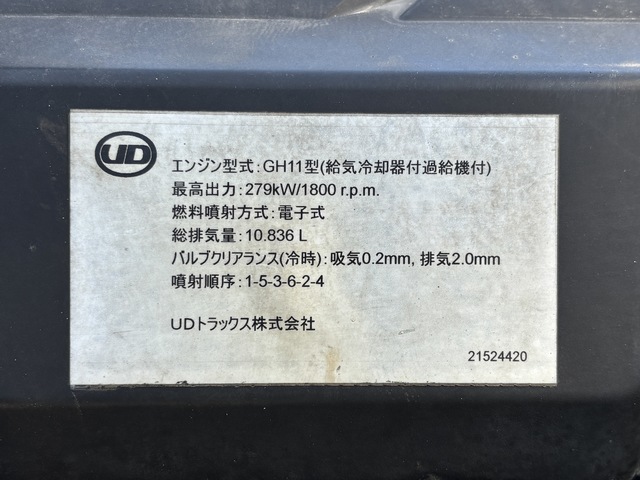 UD
エンジン型式:GH11型(給気冷却器付過給機付)
最高出力:279kW/1800 r.p.m.
燃料噴射方式:電子式
総排気量:10.836 L
バルブクリアランス(冷時):吸気0.2mm, 排気2.0mm
噴射順序:1-5-3-6-2-4
UDトラックス株式会社
21524420